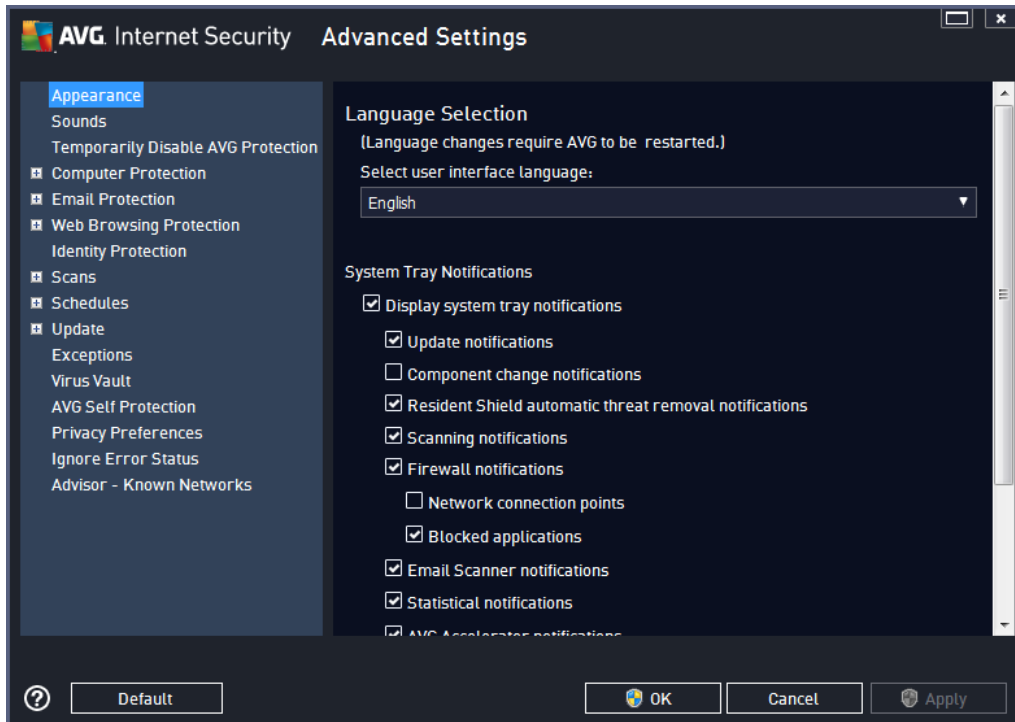 AVG. Internet Security Advanced Settings
Appearance
Sounds
Temporarily Disable AVG Protection
Computer Protection
Email Protection
Web Browsing Protection
Identity Protection
Scans
Schedules
Update
Exceptions
Virus Vault
AVG Self Protection
Privacy Preferences
Ignore Error Status
Advisor - Known Networks
Language Selection
(Language changes require AVG to be restarted.)
Select user interface language:
English
System Tray Notifications
Display system tray notifications
Update notifications
Component change notifications
Resident Shield automatic threat removal notifications
Scanning notifications
Firewall notifications
Network connection points
Blocked applications
Email Scanner notifications
Statistical notifications
AVG Accelerator notifications
? Default OK Cancel Apply